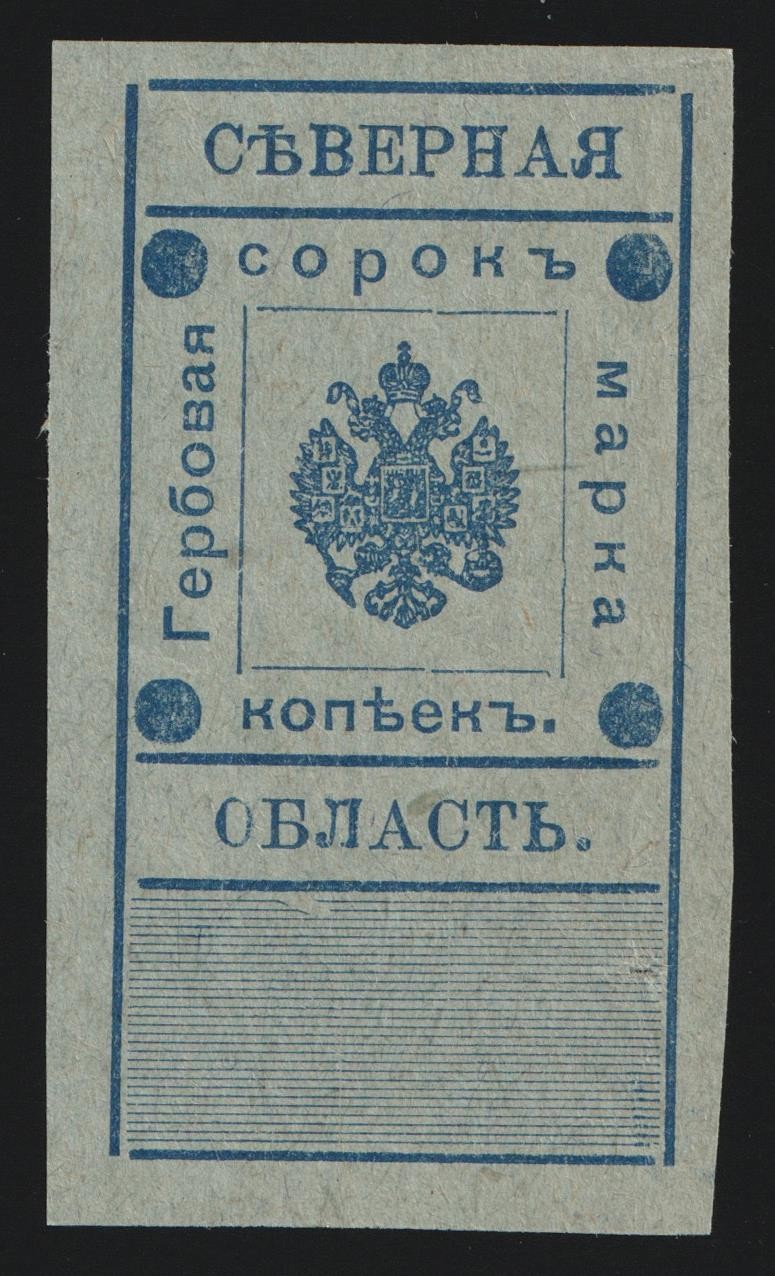 СѢВЕРНАЯ
сорокъ
Гербовая
марка
копѣекъ.
ОБЛАСТЬ.